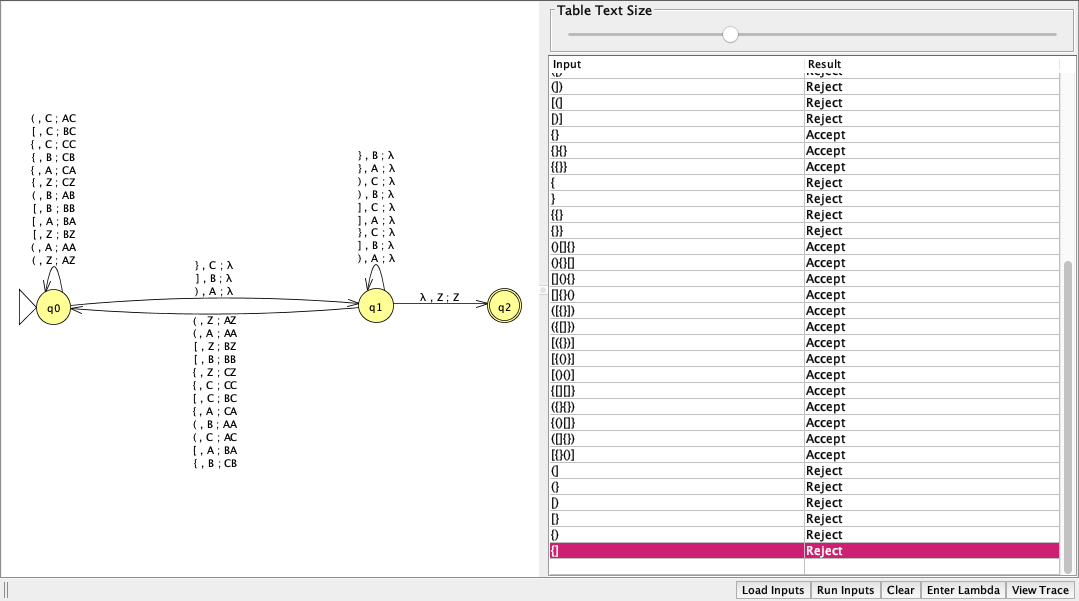 ( , C ; AC
[ , C ; BC
{ , C ; CC
{ , B ; CB
{ , A ; CA
{ , Z ; CZ
( , B ; AB
[ , B ; BB
[ , A ; BA
[ , Z ; BZ
( , A ; AA
( , Z ; AZ
} , B ; λ
} , A ; λ
) , C ; λ
) , B ; λ
] , C ; λ
] , A ; λ
} , C ; λ
] , B ; λ
) , A ; λ
} , C ; λ
] , B ; λ
) , A ; λ
q0
q1
λ , Z ; Z
q2
( , Z ; AZ
( , A ; AA
[ , Z ; BZ
[ , B ; BB
{ , Z ; CZ
{ , C ; CC
[ , C ; BC
{ , A ; CA
( , B ; AA
( , C ; AC
[ , A ; BA
{ , B ; CB
Table Text Size
Input Result
(]) Reject
[(] Reject
[)] Reject
{} Accept
{}{} Accept
{{}} Accept
{ Reject
} Reject
{{} Reject
{}} Reject
()[]{} Accept
(){}[] Accept
[](){} Accept
[]{}() Accept
([{}]) Accept
({[]}) Accept
[({})] Accept
[{()}] Accept
[()()] Accept
{[][]} Accept
({}{}) Accept
{()[]} Accept
([]{}) Accept
[{}()] Accept
(] Reject
(} Reject
[) Reject
[} Reject
{) Reject
{] Reject
Load Inputs Run Inputs Clear Enter Lambda View Trace